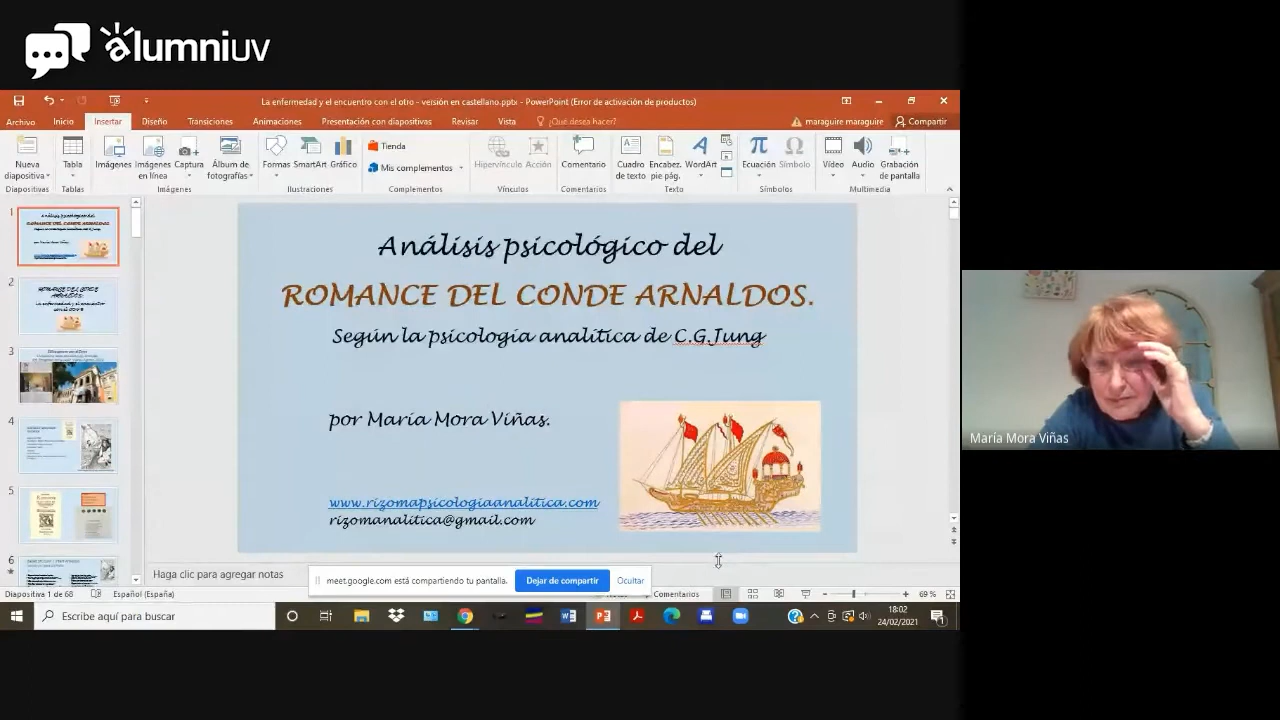 alumniuv
La enfermedad y el encuentro con el otro - versión en castellano.pptx - PowerPoint (Error de activación de productos)
Archivo Inicio Insertar Diseño Transiciones Animaciones Presentación con diapositivas Revisar Vista ¿Qué desea hacer? maraguire maraguire Compartir
Nueva diapositiva
Diapositivas
Tabla
Tablas
Imágenes
Imágenes en línea
Captura
Álbum de fotografías
Imágenes
Formas
SmartArt
Gráfico
Ilustraciones
Tienda
Mis complementos
Complementos
Hipervínculo
Acción
Vínculos
Comentario
Comentarios
Cuadro de texto
Encabez. pie pág.
WordArt
Texto
Ecuación
Símbolo
Símbolos
Vídeo
Audio
Grabación de pantalla
Multimedia
1
2
3
4
5
6
Análisis psicológico del
ROMANCE DEL CONDE ARNALDOS.
Según la psicología analítica de C.G.Jung
por María Mora Viñas.
www.rizomapsicologiaanalitica.com
rizomanalitica@gmail.com
María Mora Viñas
Haga clic para agregar notas
meet.google.com está compartiendo tu pantalla. Dejar de compartir Ocultar
Diapositiva 1 de 68 Español (España) Comentarios 69 %
Escribe aquí para buscar
18:02
24/02/2021